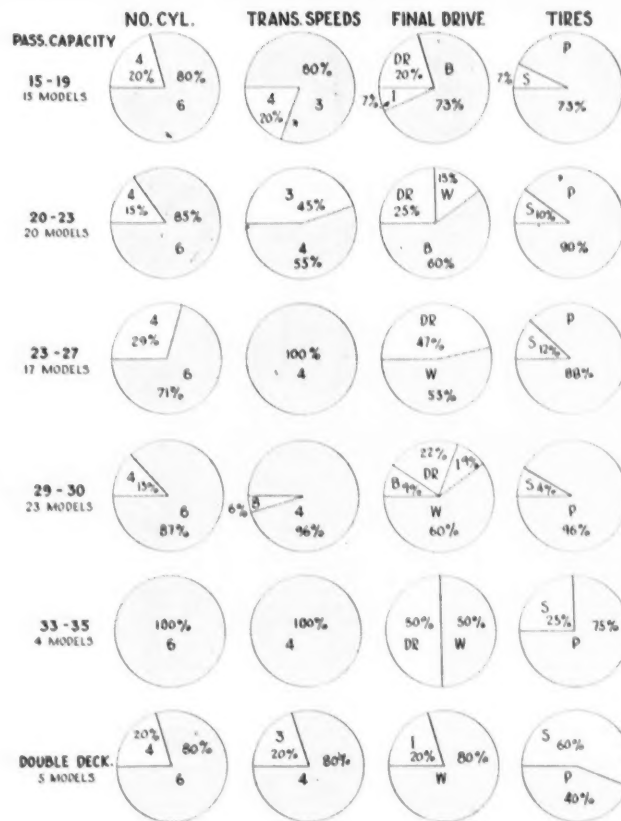 NO. CYL. TRANS. SPEEDS FINAL DRIVE TIRES
PASS. CAPACITY
15-19
15 MODELS
4
20% 80%
6
80%
4
20% 3
DR
20% B
7% I 73%
P
7% S
73%
20-23
20 MODELS
4
15% 85%
6
3
45%
4
55%
15%
DR W
25%
B
60%
P
S 10%
90%
23-27
17 MODELS
4
29%
6
71%
100%
4
DR
47%
W
53%
P
S 12%
88%
29-30
23 MODELS
4 13%
6
87%
6% 8
4
96%
22%
DR I 9%
B 9%
W
60%
S 4%
P
96%
33-35
4 MODELS
100%
6
100%
4
50% 50%
DR W
S
25% 75%
P
DOUBLE DECK.
5 MODELS
20%
4 80%
6
3
20% 80%
4
I
20% 80%
W
S
60%
P
40%